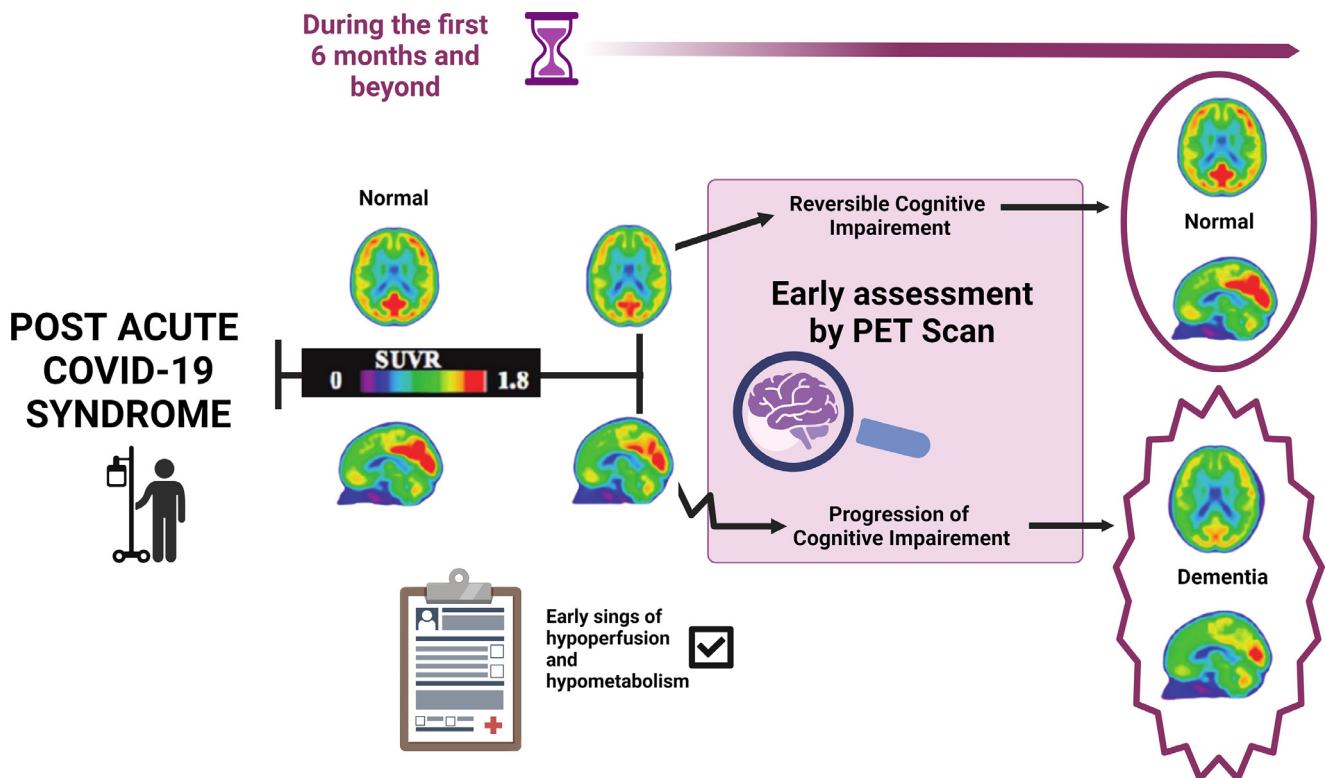 During the first
6 months and
beyond
Normal
POST ACUTE
COVID-19
SYNDROME
SUVR
0
1.8
Reversible Cognitive
Impairement
Early assessment
by PET Scan
Progression of
Cognitive Impairement
Normal
Dementia
Early sings of
hypoperfusion
and
hypometabolism